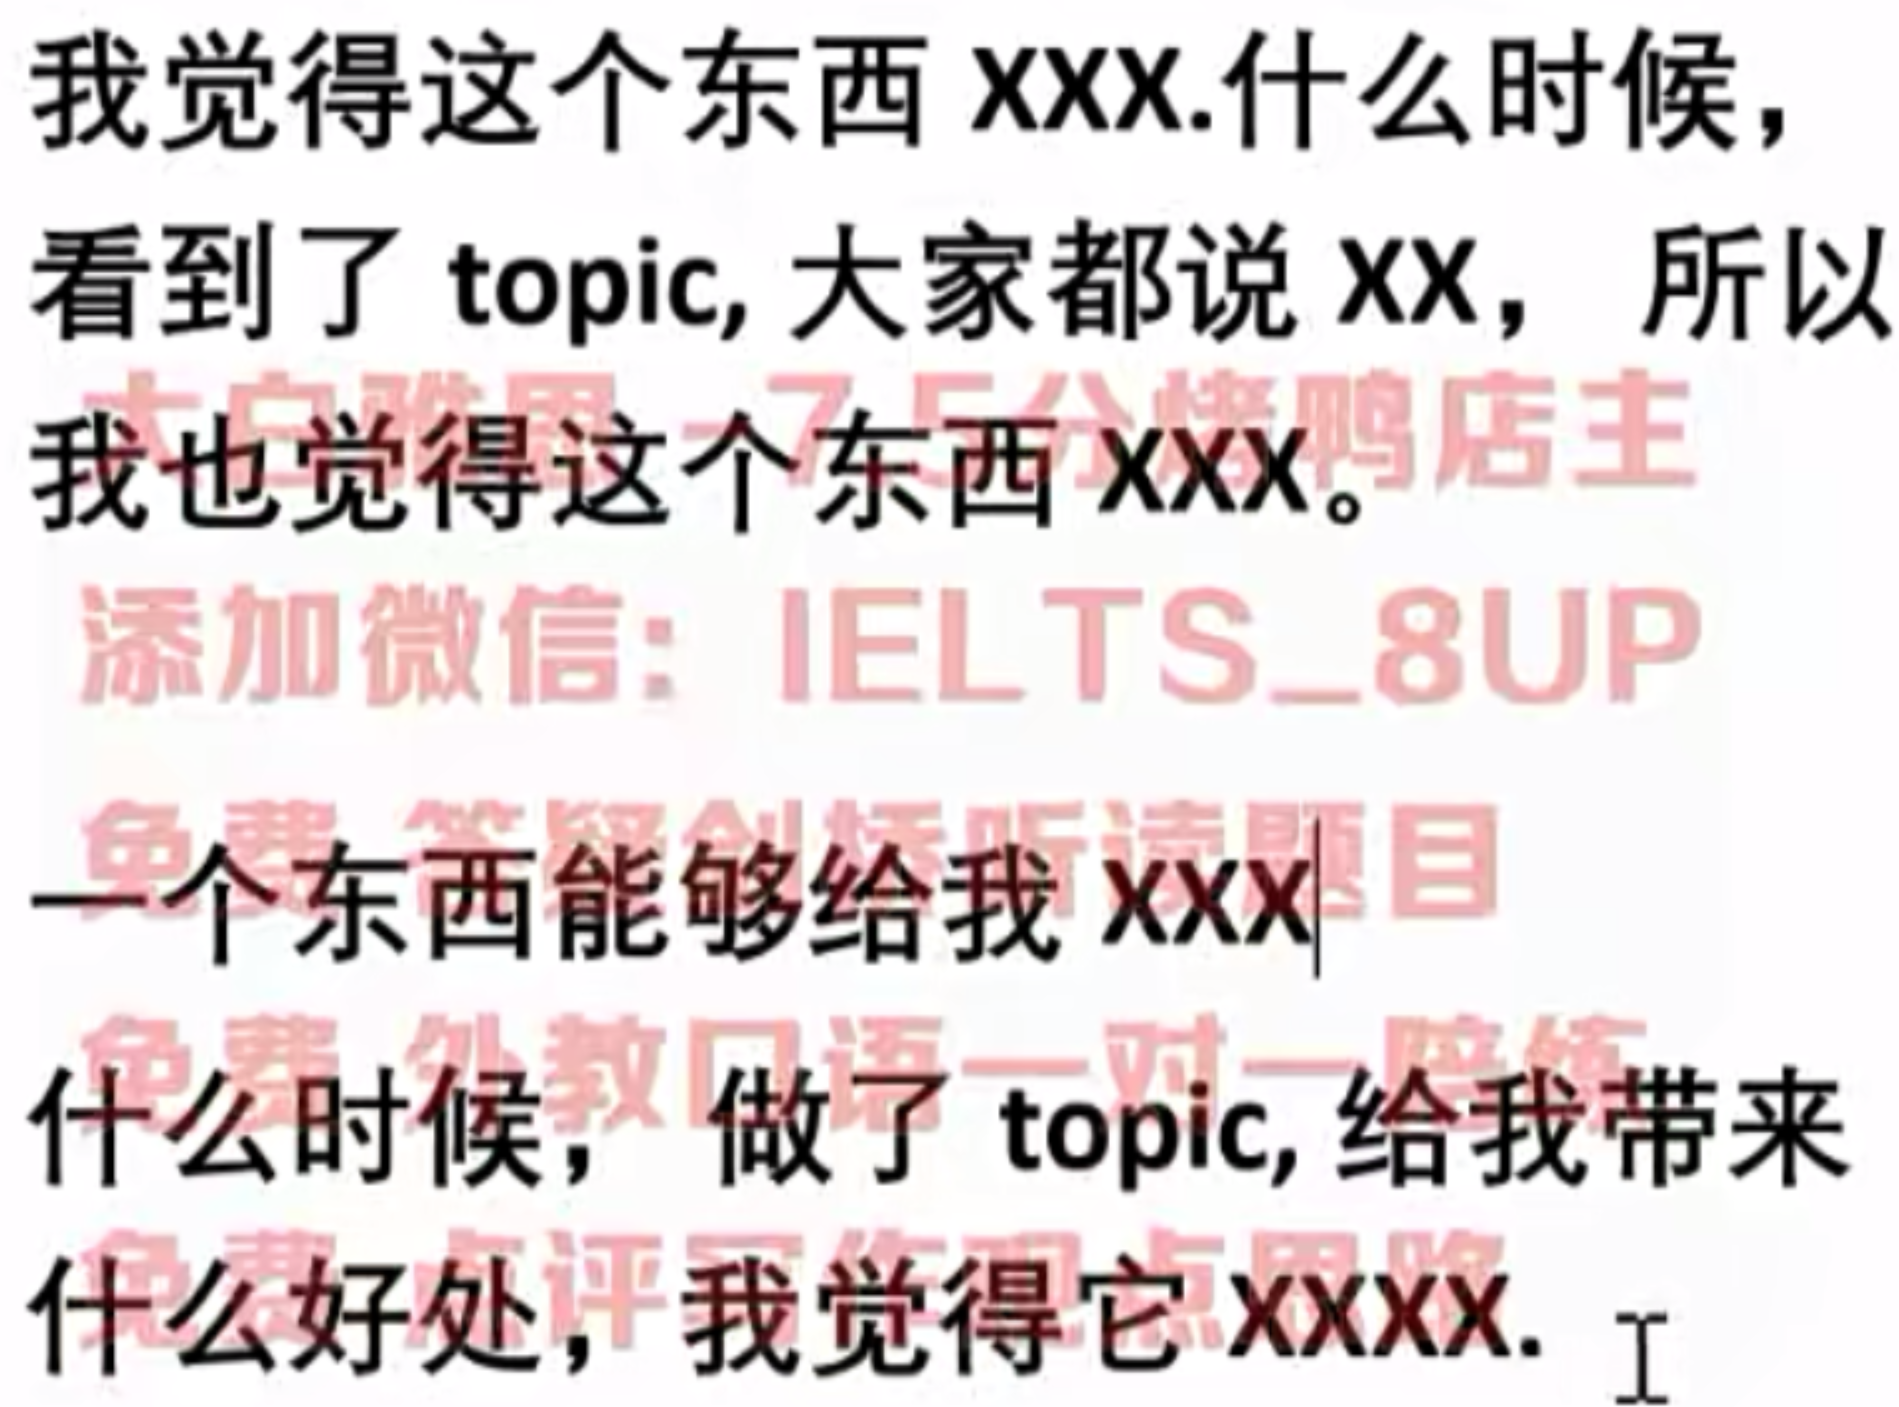 我觉得这个东西 XXX.什么时候，
看到了 topic, 大家都说 XX， 所以
大白雅思 -7.5分烤鸭店主
我也觉得这个东西 XXX。
添加微信：IELTS_8UP
免费 答疑剑桥听读题目
一个东西能够给我 XXX
免费 外教口语一对一陪练
什么时候， 做了 topic, 给我带来
免费 点评写作观点思路
什么好处，我觉得它 XXXX.